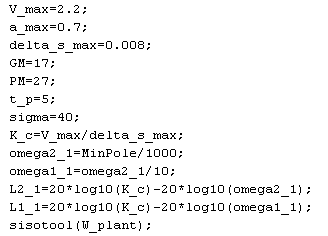 V_max=2.2;
a_max=0.7;
delta_s_max=0.008;
GM=17;
PM=27;
t_p=5;
sigma=40;
K_c=V_max/delta_s_max;
omega2_1=MinPole/1000;
omega1_1=omega2_1/10;
L2_1=20*log10(K_c)-20*log10(omega2_1);
L1_1=20*log10(K_c)-20*log10(omega1_1);
sisotool(W_plant);